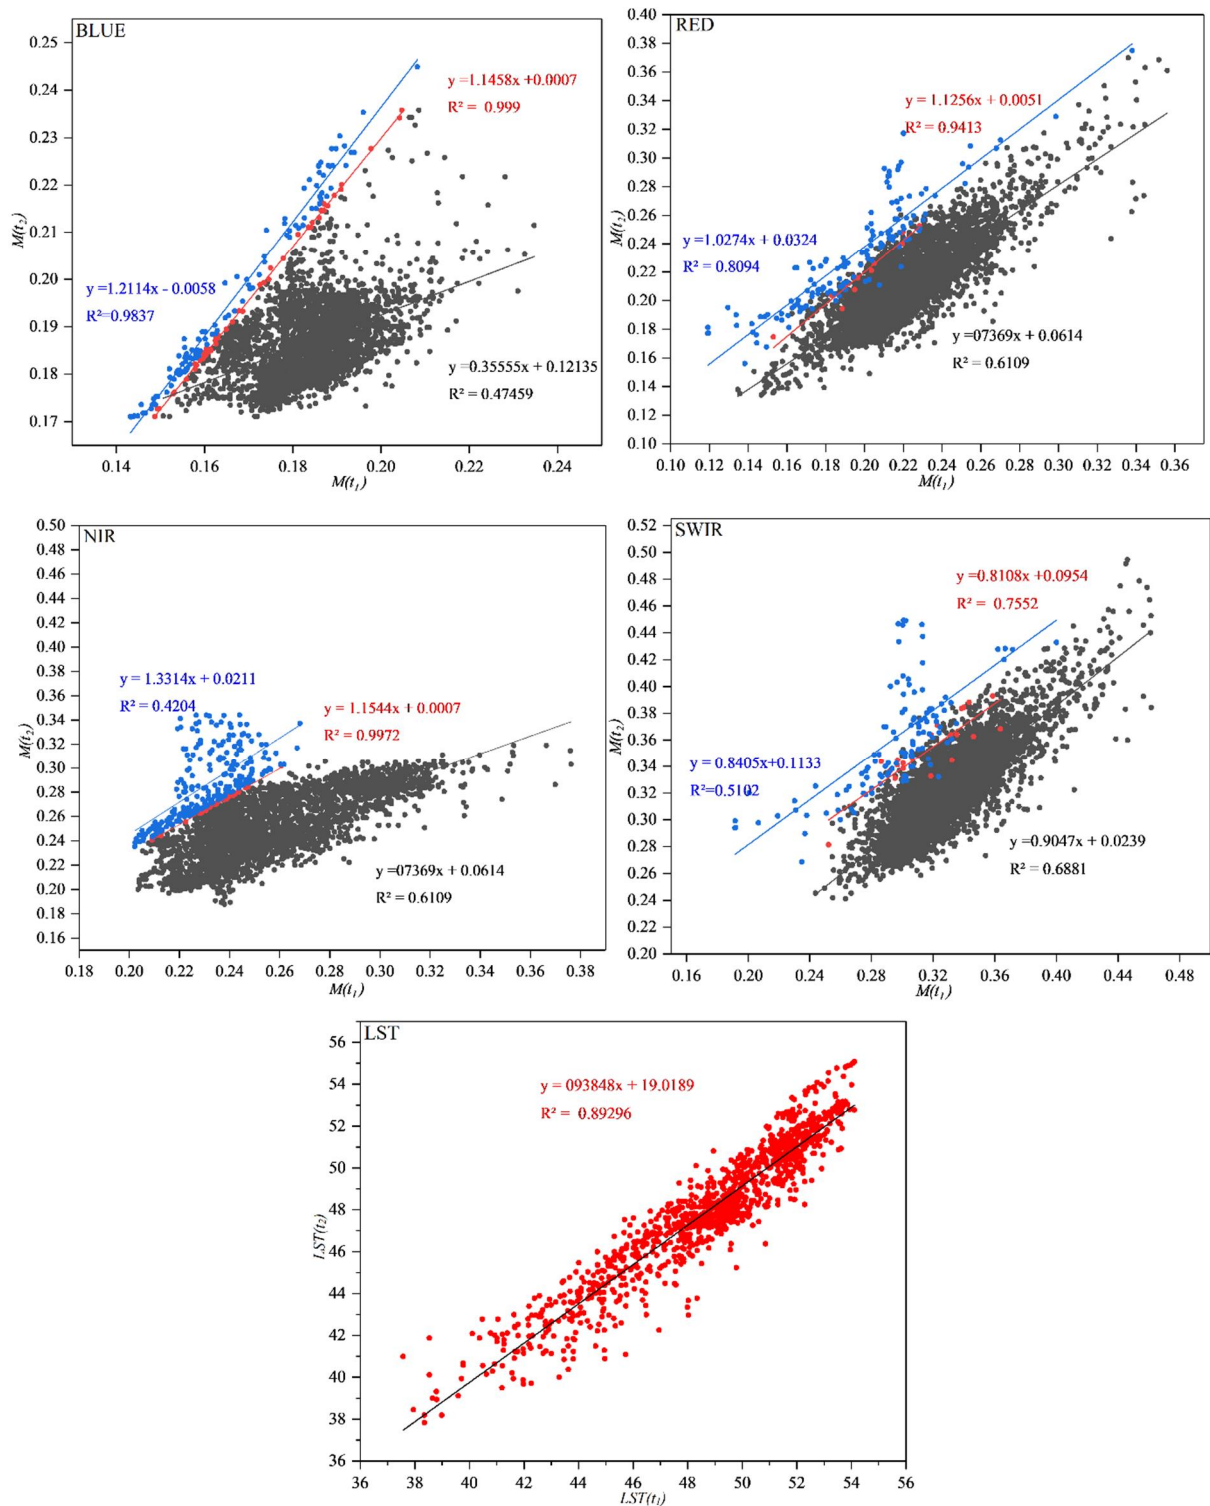 BLUE
0.25
0.24
0.23
0.22
0.21
0.20
0.19
0.18
0.17
M(t₂)
y =1.1458x +0.0007
R² = 0.999
y =1.2114x - 0.0058
R²=0.9837
y =0.35555x + 0.12135
R² = 0.47459
0.14 0.16 0.18 0.20 0.22 0.24
M(t₁)
RED
0.40
0.38
0.36
0.34
0.32
0.30
0.28
0.26
0.24
0.22
0.20
0.18
0.16
0.14
0.12
0.10
M(t₂)
y = 1.1256x + 0.0051
R² = 0.9413
y =1.0274x + 0.0324
R² = 0.8094
y =07369x + 0.0614
R² = 0.6109
0.10 0.12 0.14 0.16 0.18 0.20 0.22 0.24 0.26 0.28 0.30 0.32 0.34 0.36
M(t₁)
NIR
0.50
0.48
0.46
0.44
0.42
0.40
0.38
0.36
0.34
0.32
0.30
0.28
0.26
0.24
0.22
0.20
0.18
0.16
M(t₂)
y = 1.3314x + 0.0211
R² = 0.4204
y = 1.1544x + 0.0007
R² = 0.9972
y =07369x + 0.0614
R² = 0.6109
0.18 0.20 0.22 0.24 0.26 0.28 0.30 0.32 0.34 0.36 0.38
M(t₁)
SWIR
0.52
0.50
0.48
0.46
0.44
0.42
0.40
0.38
0.36
0.34
0.32
0.30
0.28
0.26
0.24
0.22
0.20
M(t₂)
y =0.8108x +0.0954
R² = 0.7552
y = 0.8405x+0.1133
R²=0.5102
y =0.9047x + 0.0239
R² = 0.6881
0.16 0.20 0.24 0.28 0.32 0.36 0.40 0.44 0.48
M(t₁)
LST
56
54
52
50
48
46
44
42
40
38
36
LST(t₂)
y = 093848x + 19.0189
R² = 0.89296
36 38 40 42 44 46 48 50 52 54 56
LST(t₁)